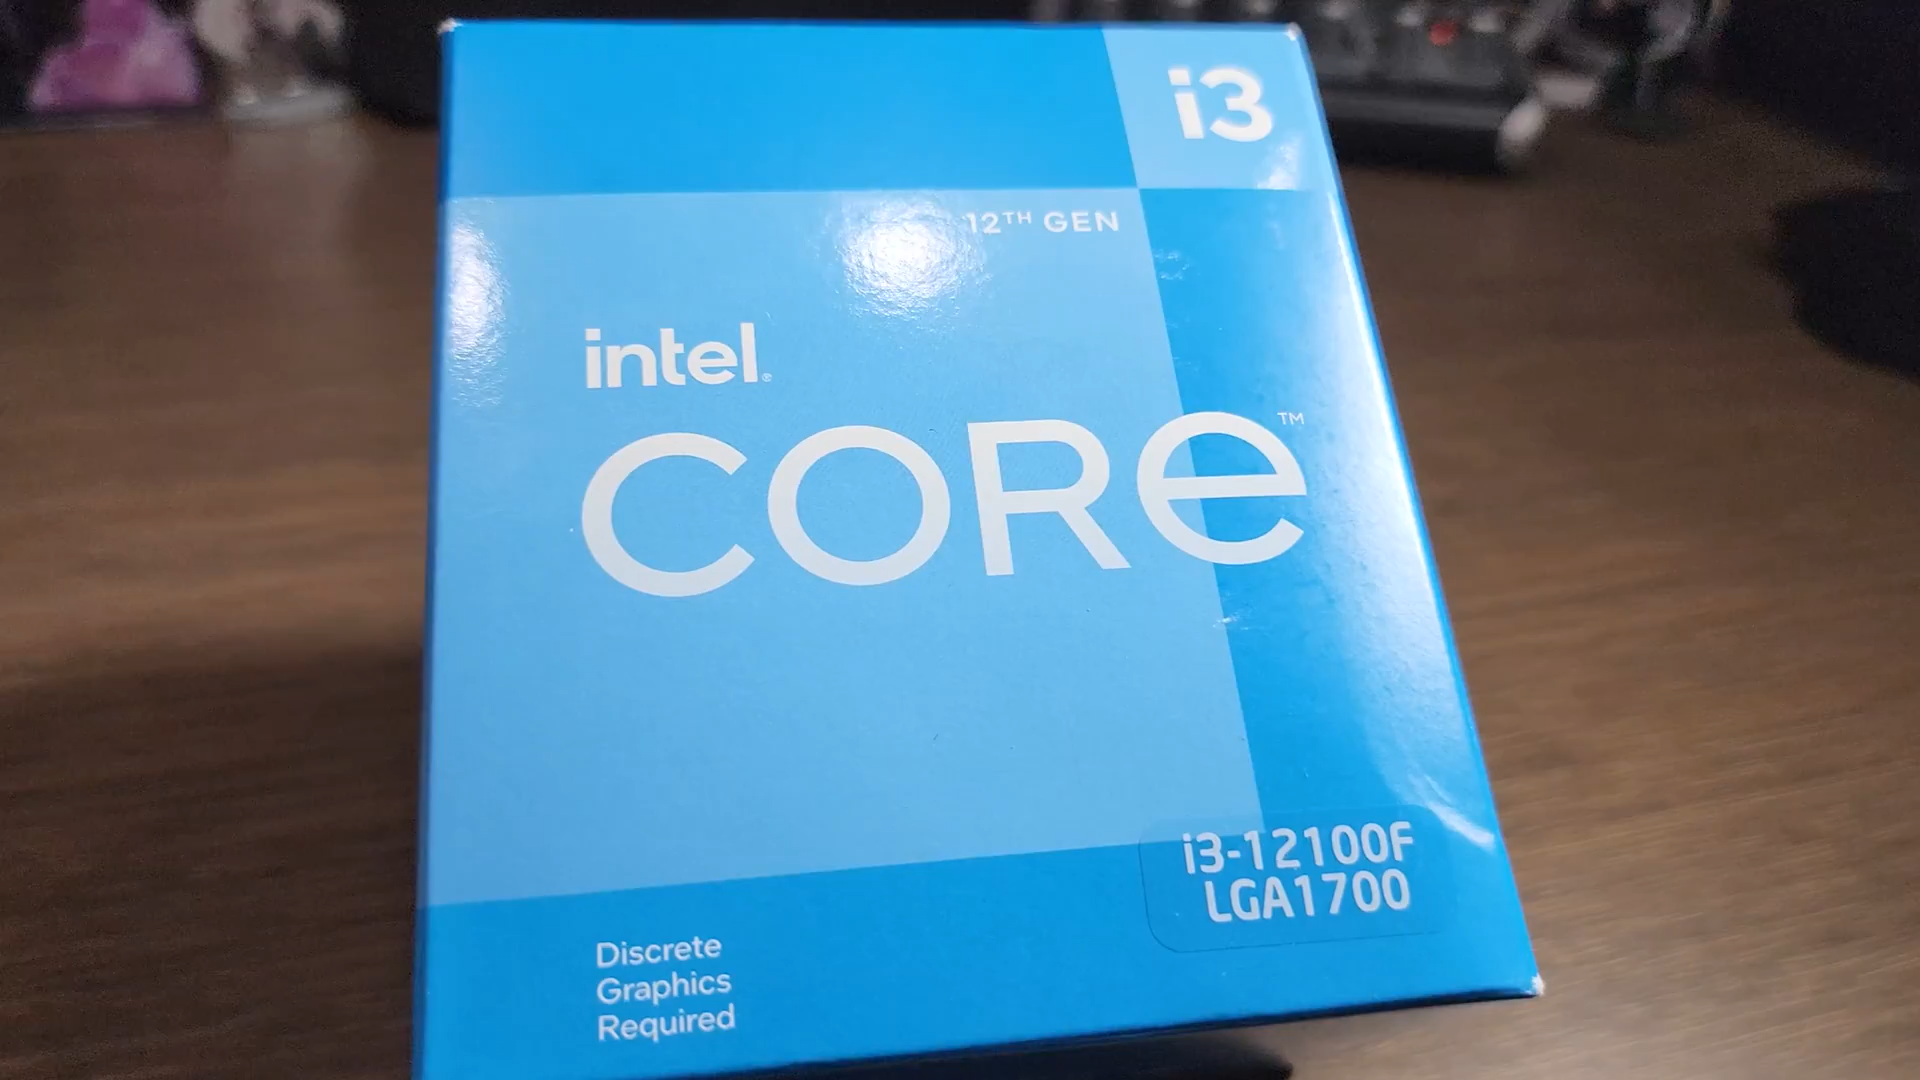 i3
12TH GEN
intel®
CORe™
i3-12100F
LGA1700
Discrete
Graphics
Required